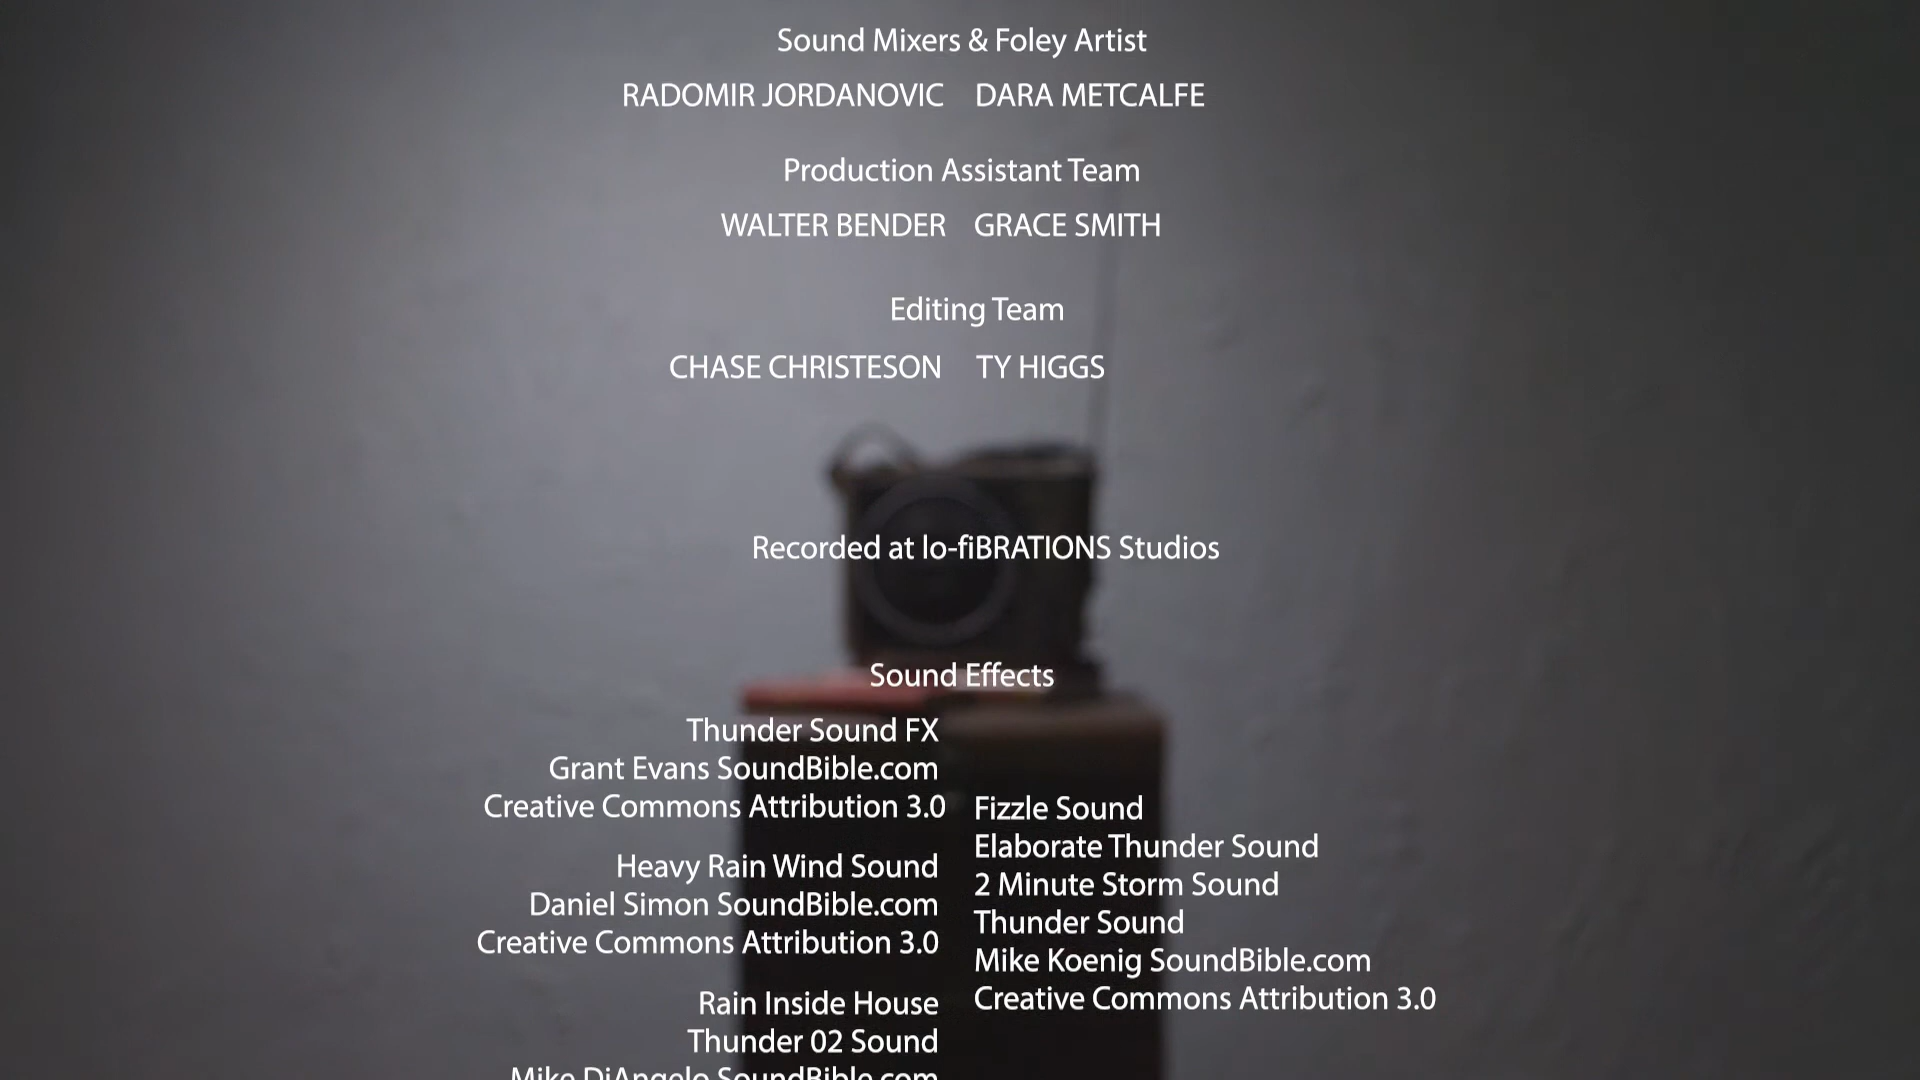 Sound Mixers & Foley Artist
RADOMIR JORDANOVIC DARA METCALFE
Production Assistant Team
WALTER BENDER GRACE SMITH
Editing Team
CHASE CHRISTESON TY HIGGS
Recorded at lo-fiBRATIONS Studios
Sound Effects
Thunder Sound FX
Grant Evans SoundBible.com
Creative Commons Attribution 3.0
Heavy Rain Wind Sound
Daniel Simon SoundBible.com
Creative Commons Attribution 3.0
Rain Inside House
Thunder 02 Sound
Mike DiAngelo SoundBible.com
Fizzle Sound
Elaborate Thunder Sound
2 Minute Storm Sound
Thunder Sound
Mike Koenig SoundBible.com
Creative Commons Attribution 3.0